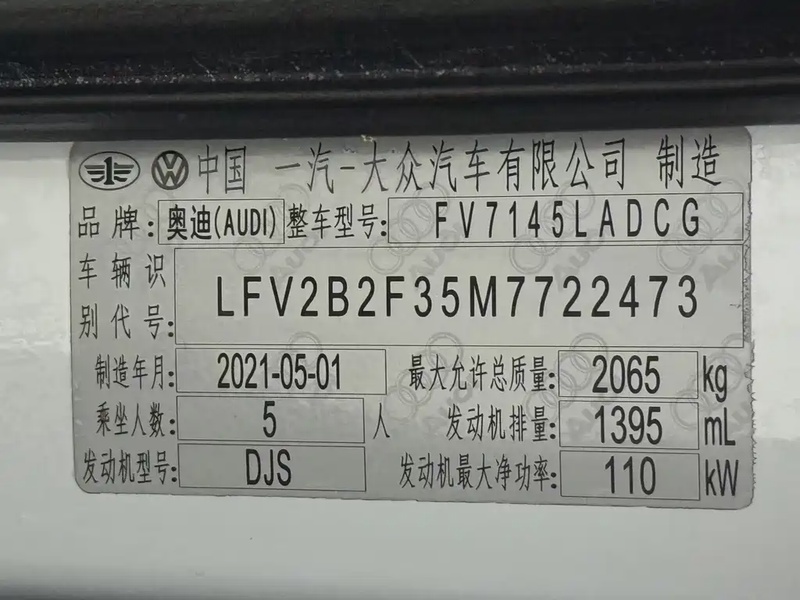 中国 一汽-大众汽车有限公司 制造
品牌: 奥迪(AUDI) 整车型号: FV7145LADCG
车辆识别代号: LFV2B2F35M7722473
制造年月: 2021-05-01 最大允许总质量: 2065 kg
乘坐人数: 5 人 发动机排量: 1395 mL
发动机型号: DJS 发动机最大净功率: 110 kW